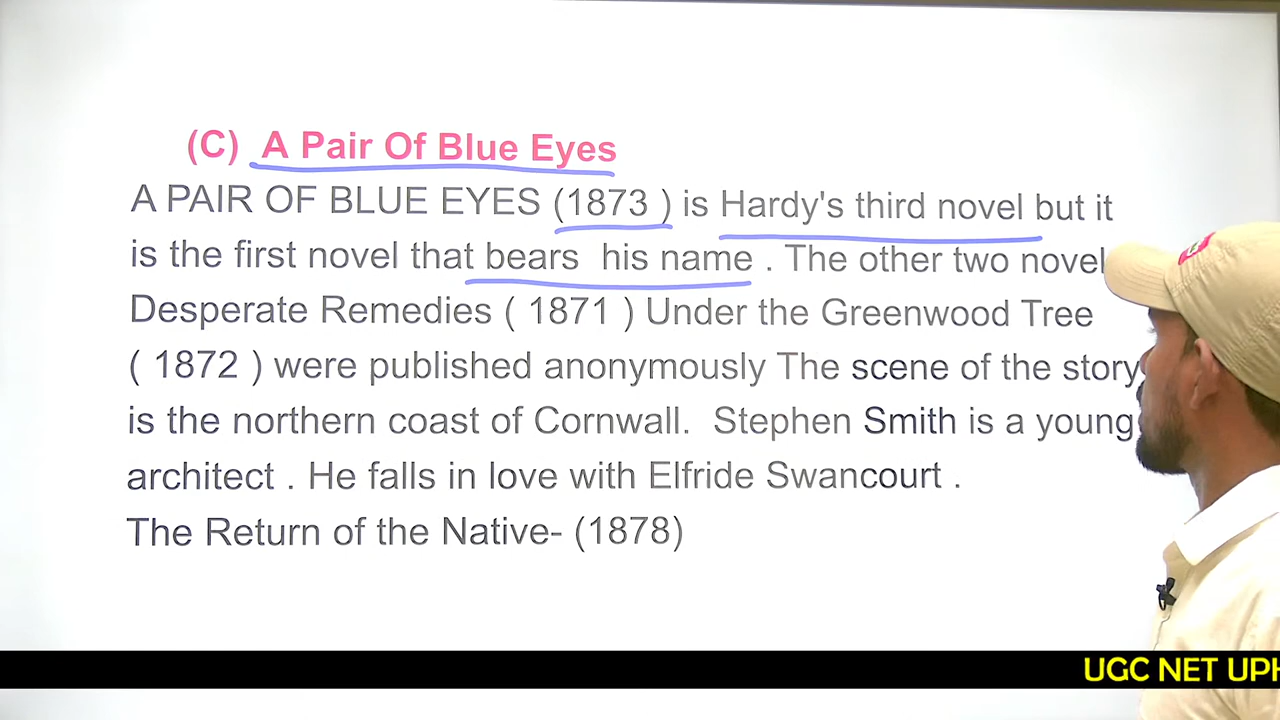 (C) A Pair Of Blue Eyes
A PAIR OF BLUE EYES (1873 ) is Hardy's third novel but it
is the first novel that bears his name . The other two novel
Desperate Remedies ( 1871 ) Under the Greenwood Tree
( 1872 ) were published anonymously The scene of the story
is the northern coast of Cornwall. Stephen Smith is a young
architect . He falls in love with Elfride Swancourt .
The Return of the Native- (1878)
UGC NET UPH